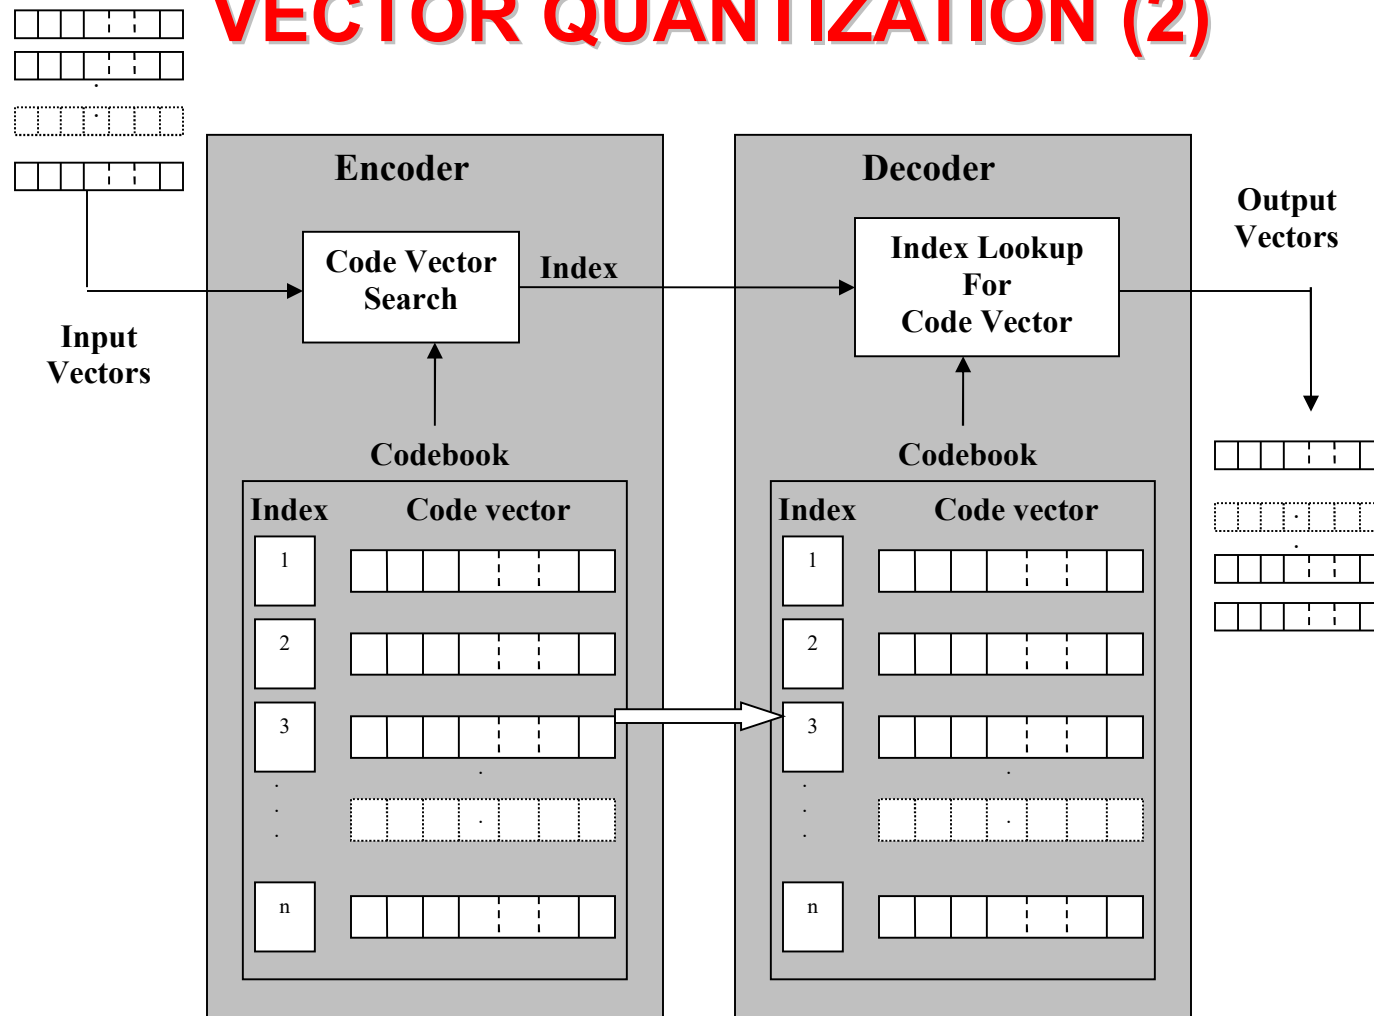 VECTOR QUANTIZATION (2)
Encoder
Decoder
Output
Vectors
Code Vector
Search
Index
Index Lookup
For
Code Vector
Input
Vectors
Codebook
Codebook
Index Code vector
Index Code vector
1
1
2
2
3
3
n
n